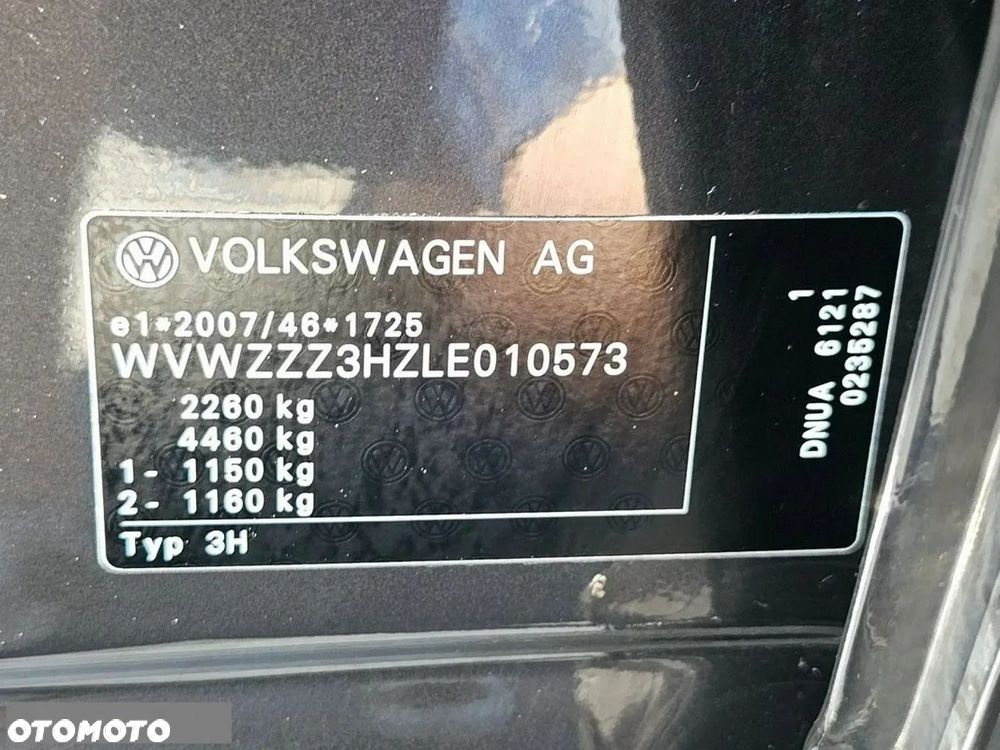 VOLKSWAGEN AG
e1*2007/46*1725
WVWZZZ3HZLE010573
2260 kg
4460 kg
1- 1150 kg
2- 1160 kg
Typ 3H
1
DNUA 6121
0235287
OTOMOTO